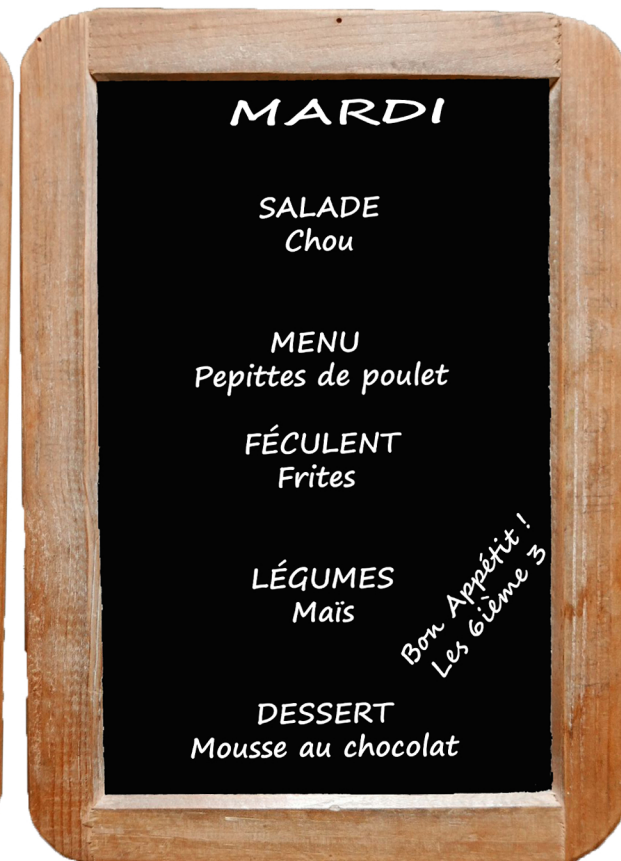 MARDI
SALADE
Chou
MENU
Pepittes de poulet
FÉCULENT
Frites
LÉGUMES
Maïs
Bon Appétit !
Les 6ième 3
DESSERT
Mousse au chocolat